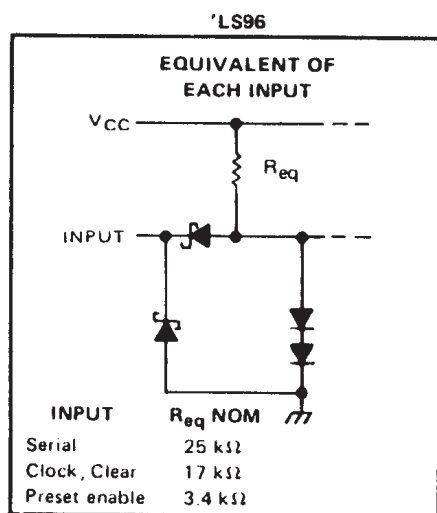 'LS96
EQUIVALENT OF
EACH INPUT
VCC
Req
INPUT
INPUT Req NOM
Serial 25 kΩ
Clock, Clear 17 kΩ
Preset enable 3.4 kΩ